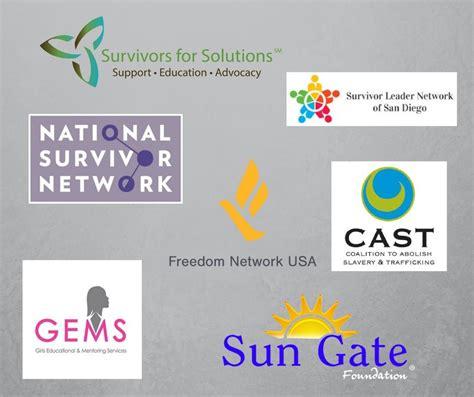 Survivors for Solutions℠
Support • Education • Advocacy
Survivor Leader Network
of San Diego
NATIONAL
SURVIVOR
NETWORK
Freedom Network USA
CAST
COALITION TO ABOLISH
SLAVERY & TRAFFICKING
GEMS
Girls Educational & Mentoring Services
Sun Gate
Foundation®